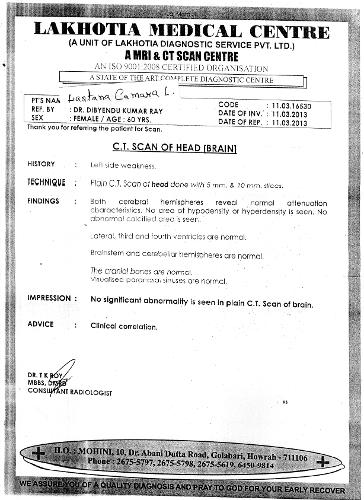 LAKHOTIA MEDICAL CENTRE
(A UNIT OF LAKHOTIA DIAGNOSTIC SERVICE PVT. LTD.)
A MRI & CT SCAN CENTRE
AN ISO 9001:2008 CERTIFIED ORGANISATION
A STATE OF THE ART COMPLETE DIAGNOSTIC CENTRE
PT'S NAM Camara L.
CODE : 11.03.16530
REF. BY : DR. DIBYENDU KUMAR RAY
DATE OF INV. : 11.03.2013
SEX : FEMALE / AGE : 60 YRS.
DATE OF REP. : 11.03.2013
Thank you for referring the patient for Scan.
C.T. SCAN OF HEAD (BRAIN)
HISTORY : Left side weakness.
TECHNIQUE : Plain C.T. Scan of head done with 5 mm. & 10 mm. slices.
FINDINGS : Both cerebral hemispheres reveal normal attenuation
characteristics. No area of hypodensity or hyperdensity is seen. No
abnormal calcified area is seen.
Lateral, third and fourth ventricles are normal.
Brainstem and cerebellar hemispheres are normal.
The cranial bones are normal.
Visualised paranasal sinuses are normal.
IMPRESSION : No significant abnormality is seen in plain C.T. Scan of brain.
ADVICE : Clinical correlation.
DR. T K ROY
MBBS, DMRD
CONSULTANT RADIOLOGIST
H.O. : MOHINI, 10, Dr. Abani Dutta Road, Golabari, Howrah - 711106
Phone : 2675-5797, 2675-5798, 2675-5619, 6450-9814
WE ASSURE YOU OF A QUALITY DIAGNOSIS AND PRAY TO GOD FOR YOUR EARLY RECOVERY